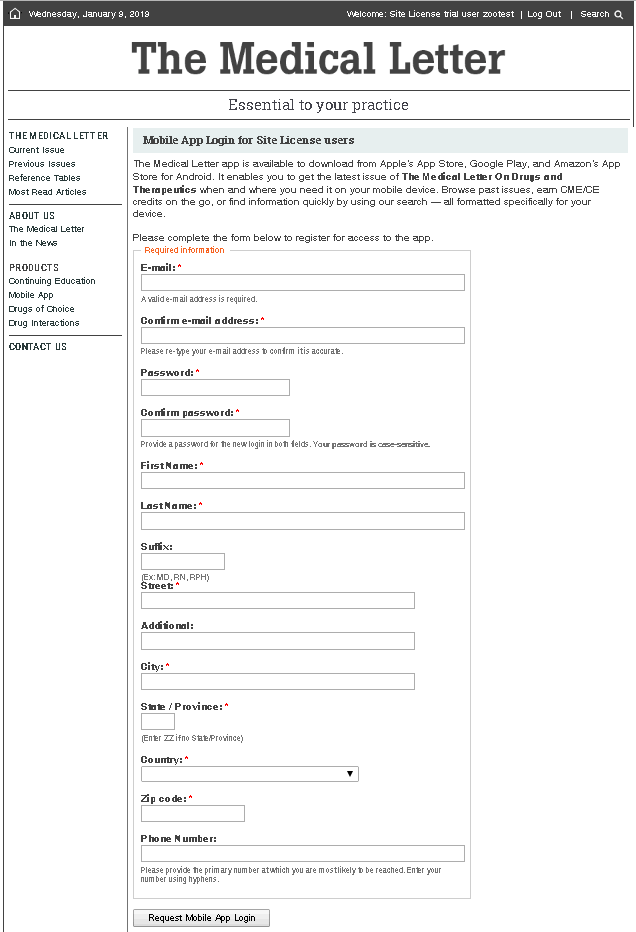 Wednesday, January 9, 2019
Welcome: Site License trial user zootest | Log Out | Search
The Medical Letter
Essential to your practice
THE MEDICAL LETTER
Current Issue
Previous Issues
Reference Tables
Most Read Articles
ABOUT US
The Medical Letter
In the News
PRODUCTS
Continuing Education
Mobile App
Drugs of Choice
Drug Interactions
CONTACT US
Mobile App Login for Site License users
The Medical Letter app is available to download from Apple's App Store, Google Play, and Amazon's App
Store for Android. It enables you to get the latest issue of The Medical Letter On Drugs and
Therapeutics when and where you need it on your mobile device. Browse past issues, earn CME/CE
credits on the go, or find information quickly by using our search — all formatted specifically for your
device.
Please complete the form below to register for access to the app.
Required information
E-mail: *
A valid e-mail address is required.
Confirm e-mail address: *
Please re-type your e-mail address to confirm it is accurate.
Password: *
Confirm password: *
Provide a password for the new login in both fields. Your password is case-sensitive.
First Name: *
Last Name: *
Suffix:
(Ex: MD, RN, RPH)
Street: *
Additional:
City: *
State / Province: *
(Enter ZZ if no State/Province)
Country: *
Zip code: *
Phone Number:
Please provide the primary number at which you are most likely to be reached. Enter your
number using hyphens.
Request Mobile App Login